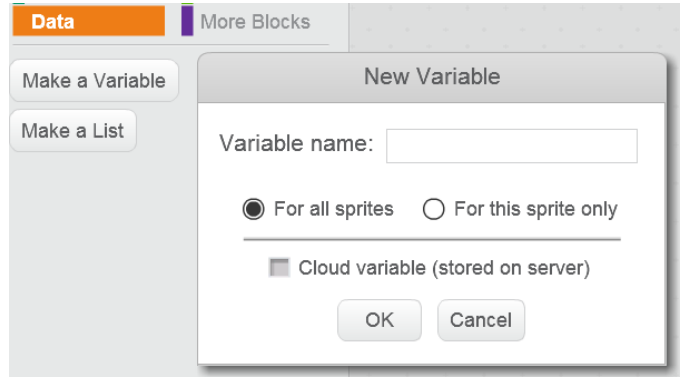 Data More Blocks
Make a Variable
Make a List
New Variable
Variable name:
For all sprites For this sprite only
Cloud variable (stored on server)
OK Cancel